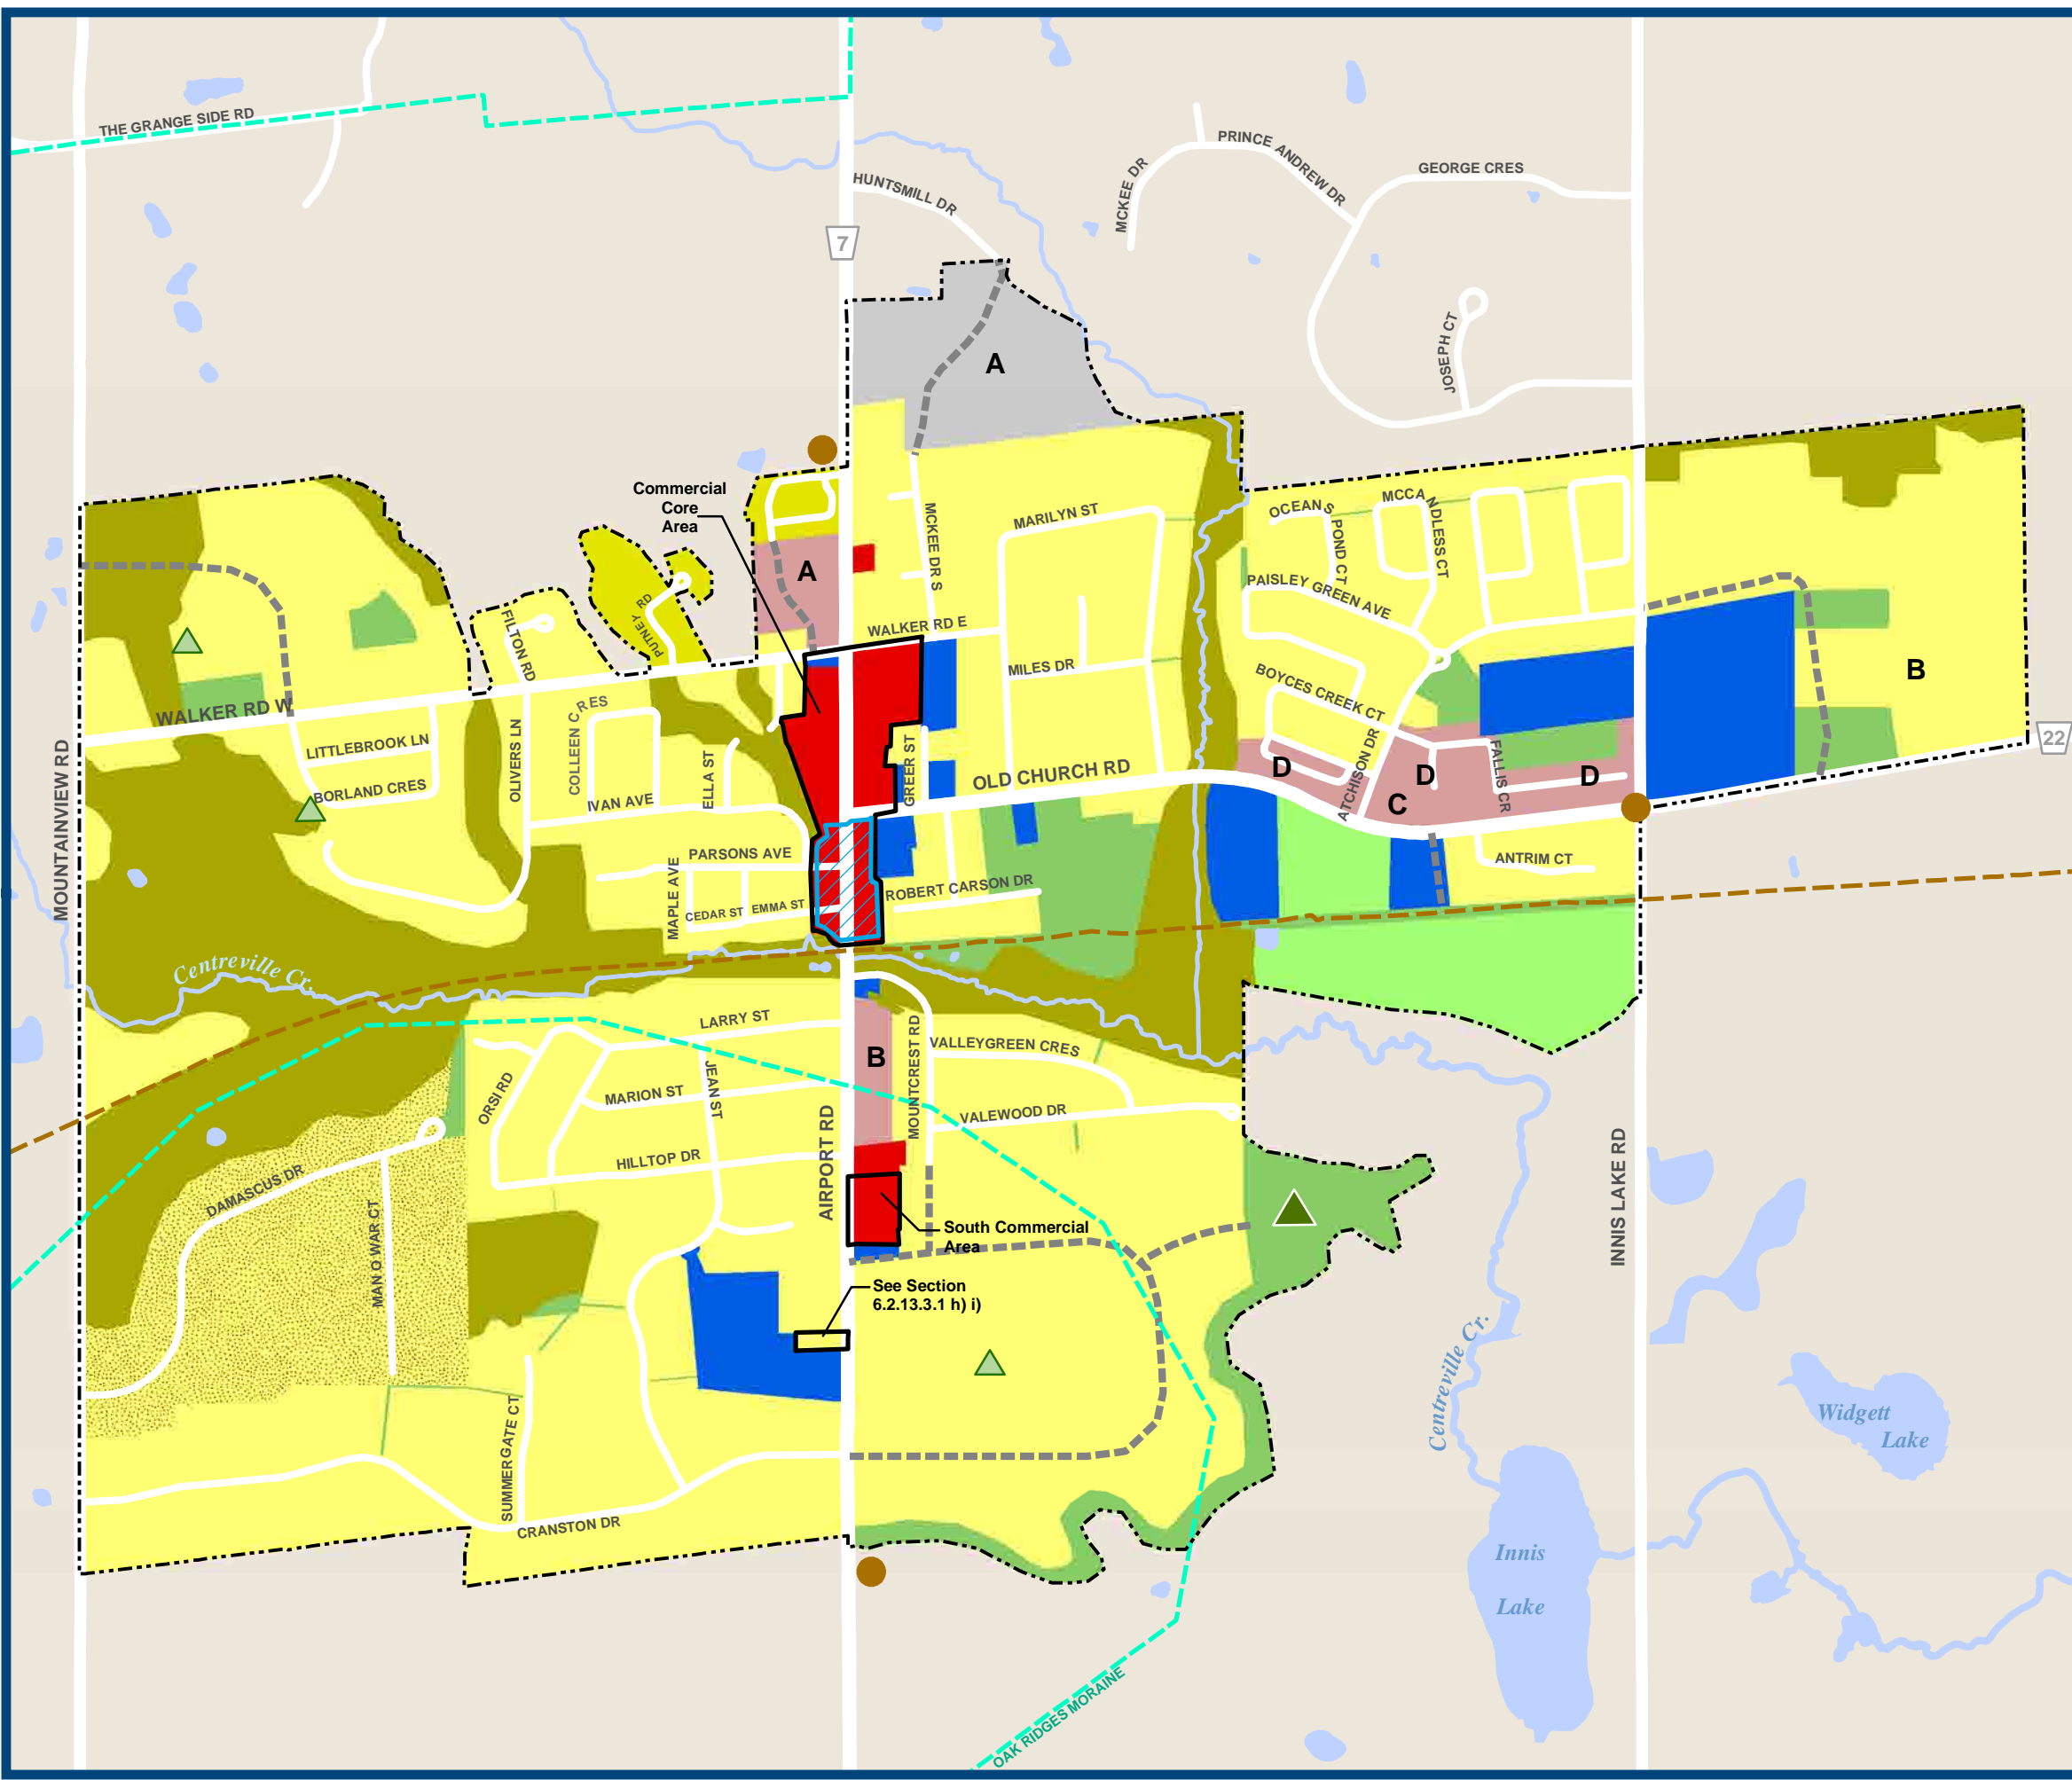 THE GRANGE SIDE RD
HUNTSMILL DR
MCKEE DR
PRINCE ANDREW DR
GEORGE CRES
7
JOSEPH CT
A
Commercial
Core
Area
MCKEE DR S
MARILYN ST
OCEANS
POND CT
MCCA
NDLESS CT
A
PAISLEY GREEN AVE
FILTON RD
PUTNEY RD
WALKER RD E
MILES DR
BOYCES CREEK CT
B
WALKER RD W
LITTLEBROOK LN
BORLAND CRES
OLIVERS LN
COLLEEN CRES
IVAN AVE
ELLA ST
GREER ST
OLD CHURCH RD
D
ATCHISON DR
D
C
FALLIS CR
D
22
MOUNTAINVIEW RD
PARSONS AVE
MAPLE AVE
CEDAR ST
EMMA ST
ROBERT CARSON DR
ANTRIM CT
Centreville Cr.
LARRY ST
B
MOUNTCREST RD
VALLEYGREEN CRES
ORSI RD
MARION ST
JEAN ST
VALEWOOD DR
AIRPORT RD
HILLTOP DR
DAMASCUS DR
MAN O WAR CT
INNIS LAKE RD
South Commercial
Area
See Section
6.2.13.3.1 h) i)
Centreville Cr.
SUMMERGATE CT
CRANSTON DR
Widgett
Lake
Innis
Lake
OAK RIDGES MORAINE